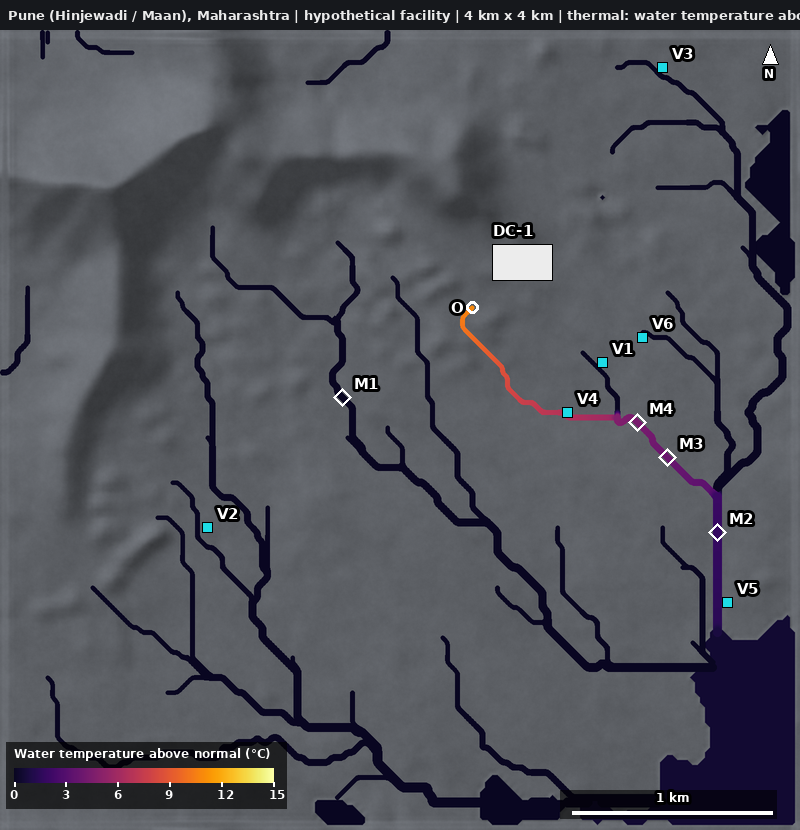 Pune (Hinjewadi / Maan), Maharashtra | hypothetical facility | 4 km x 4 km | thermal: water temperature abo
V3
N
DC-1
O
V6
V1
M1
V4
M4
M3
V2
M2
V5
Water temperature above normal (°C)
0 3 6 9 12 15
1 km